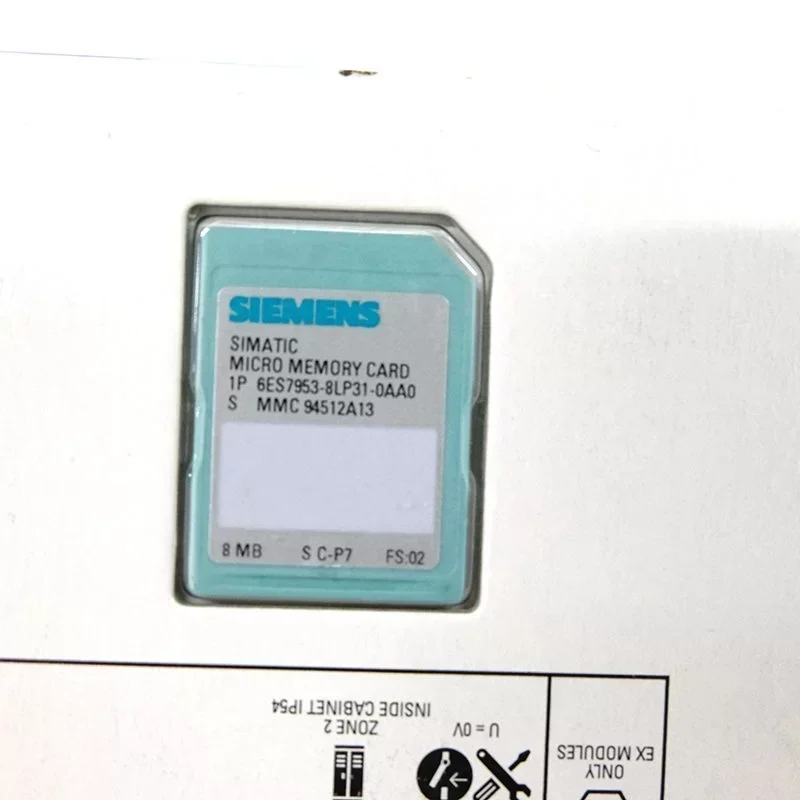 SIEMENS
SIMATIC
MICRO MEMORY CARD
1P 6ES7953-8LP31-0AA0
S MMC 94512A13
8 MB S C-P7 FS:02
INSIDE CABINET IP54
ZONE 2
U = 0V
EX MODULES
ONLY